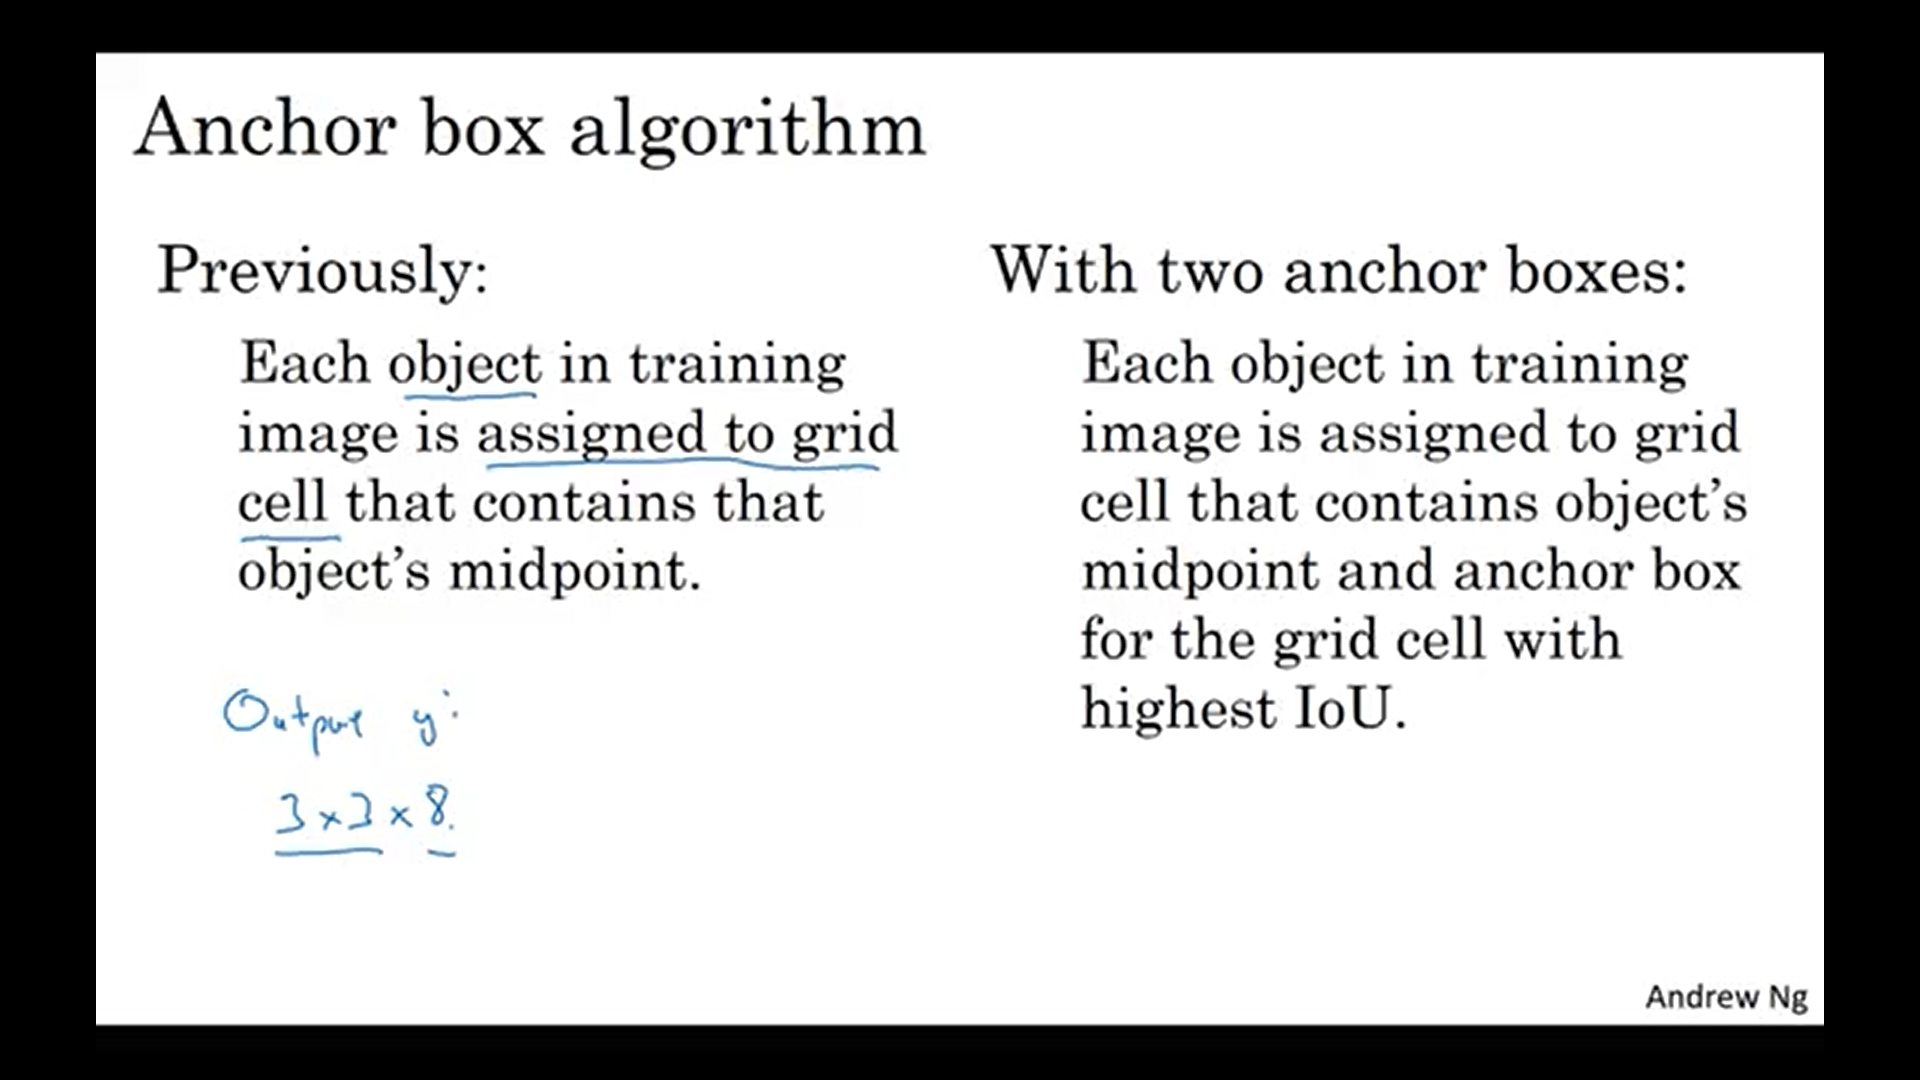 Anchor box algorithm
Previously:
Each object in training
image is assigned to grid
cell that contains that
object's midpoint.
Output y:
3×3×8.
With two anchor boxes:
Each object in training
image is assigned to grid
cell that contains object's
midpoint and anchor box
for the grid cell with
highest IoU.
Andrew Ng